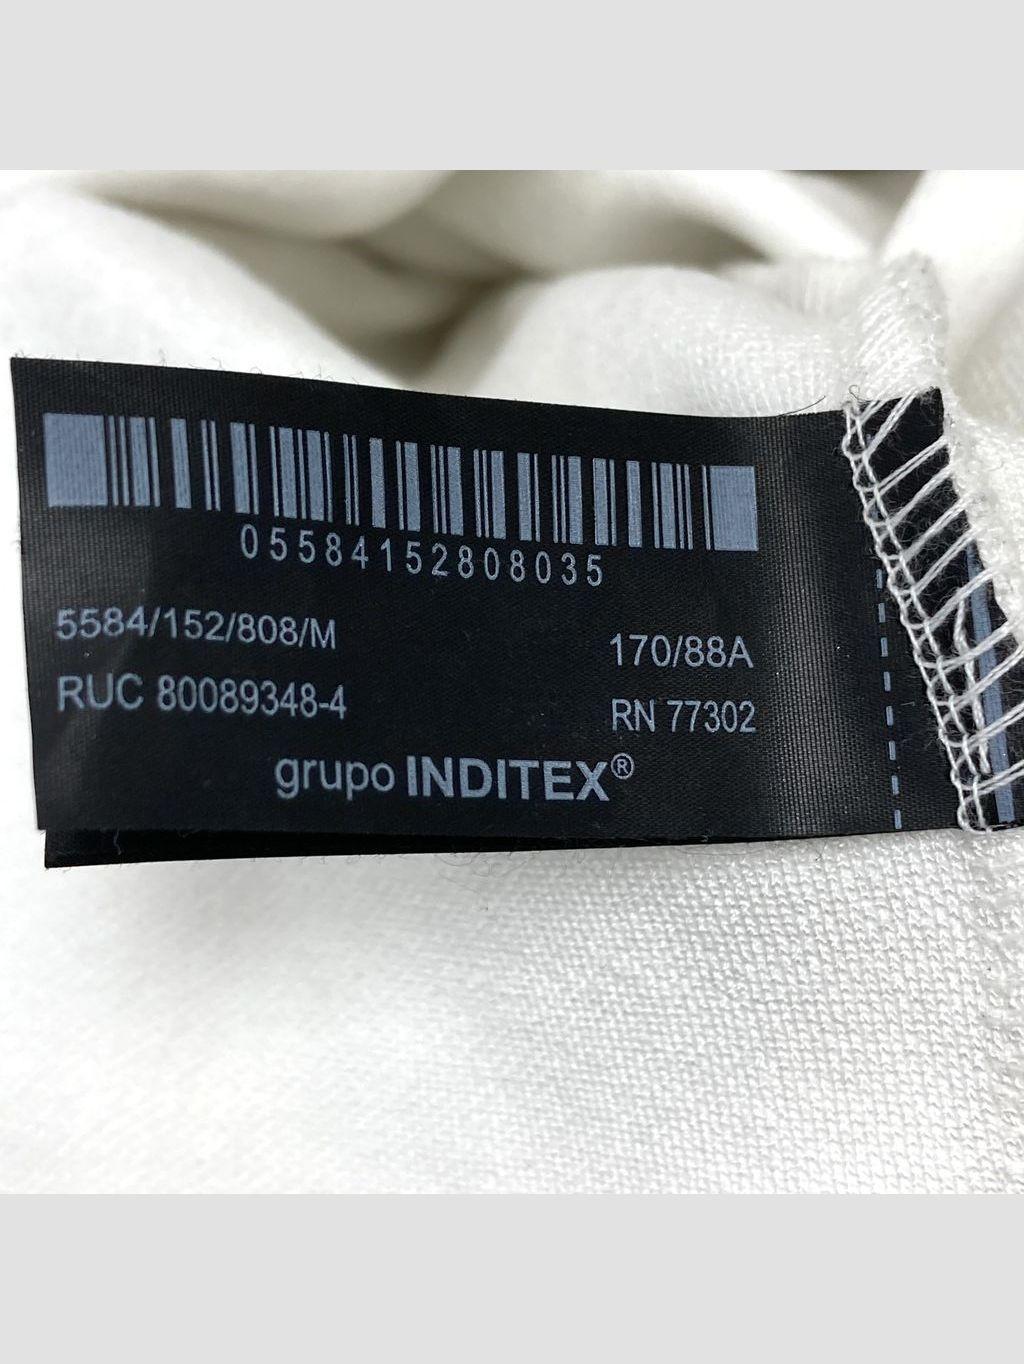 05584152808035
5584/152/808/M 170/88A
RUC 80089348-4 RN 77302
grupo INDITEX®